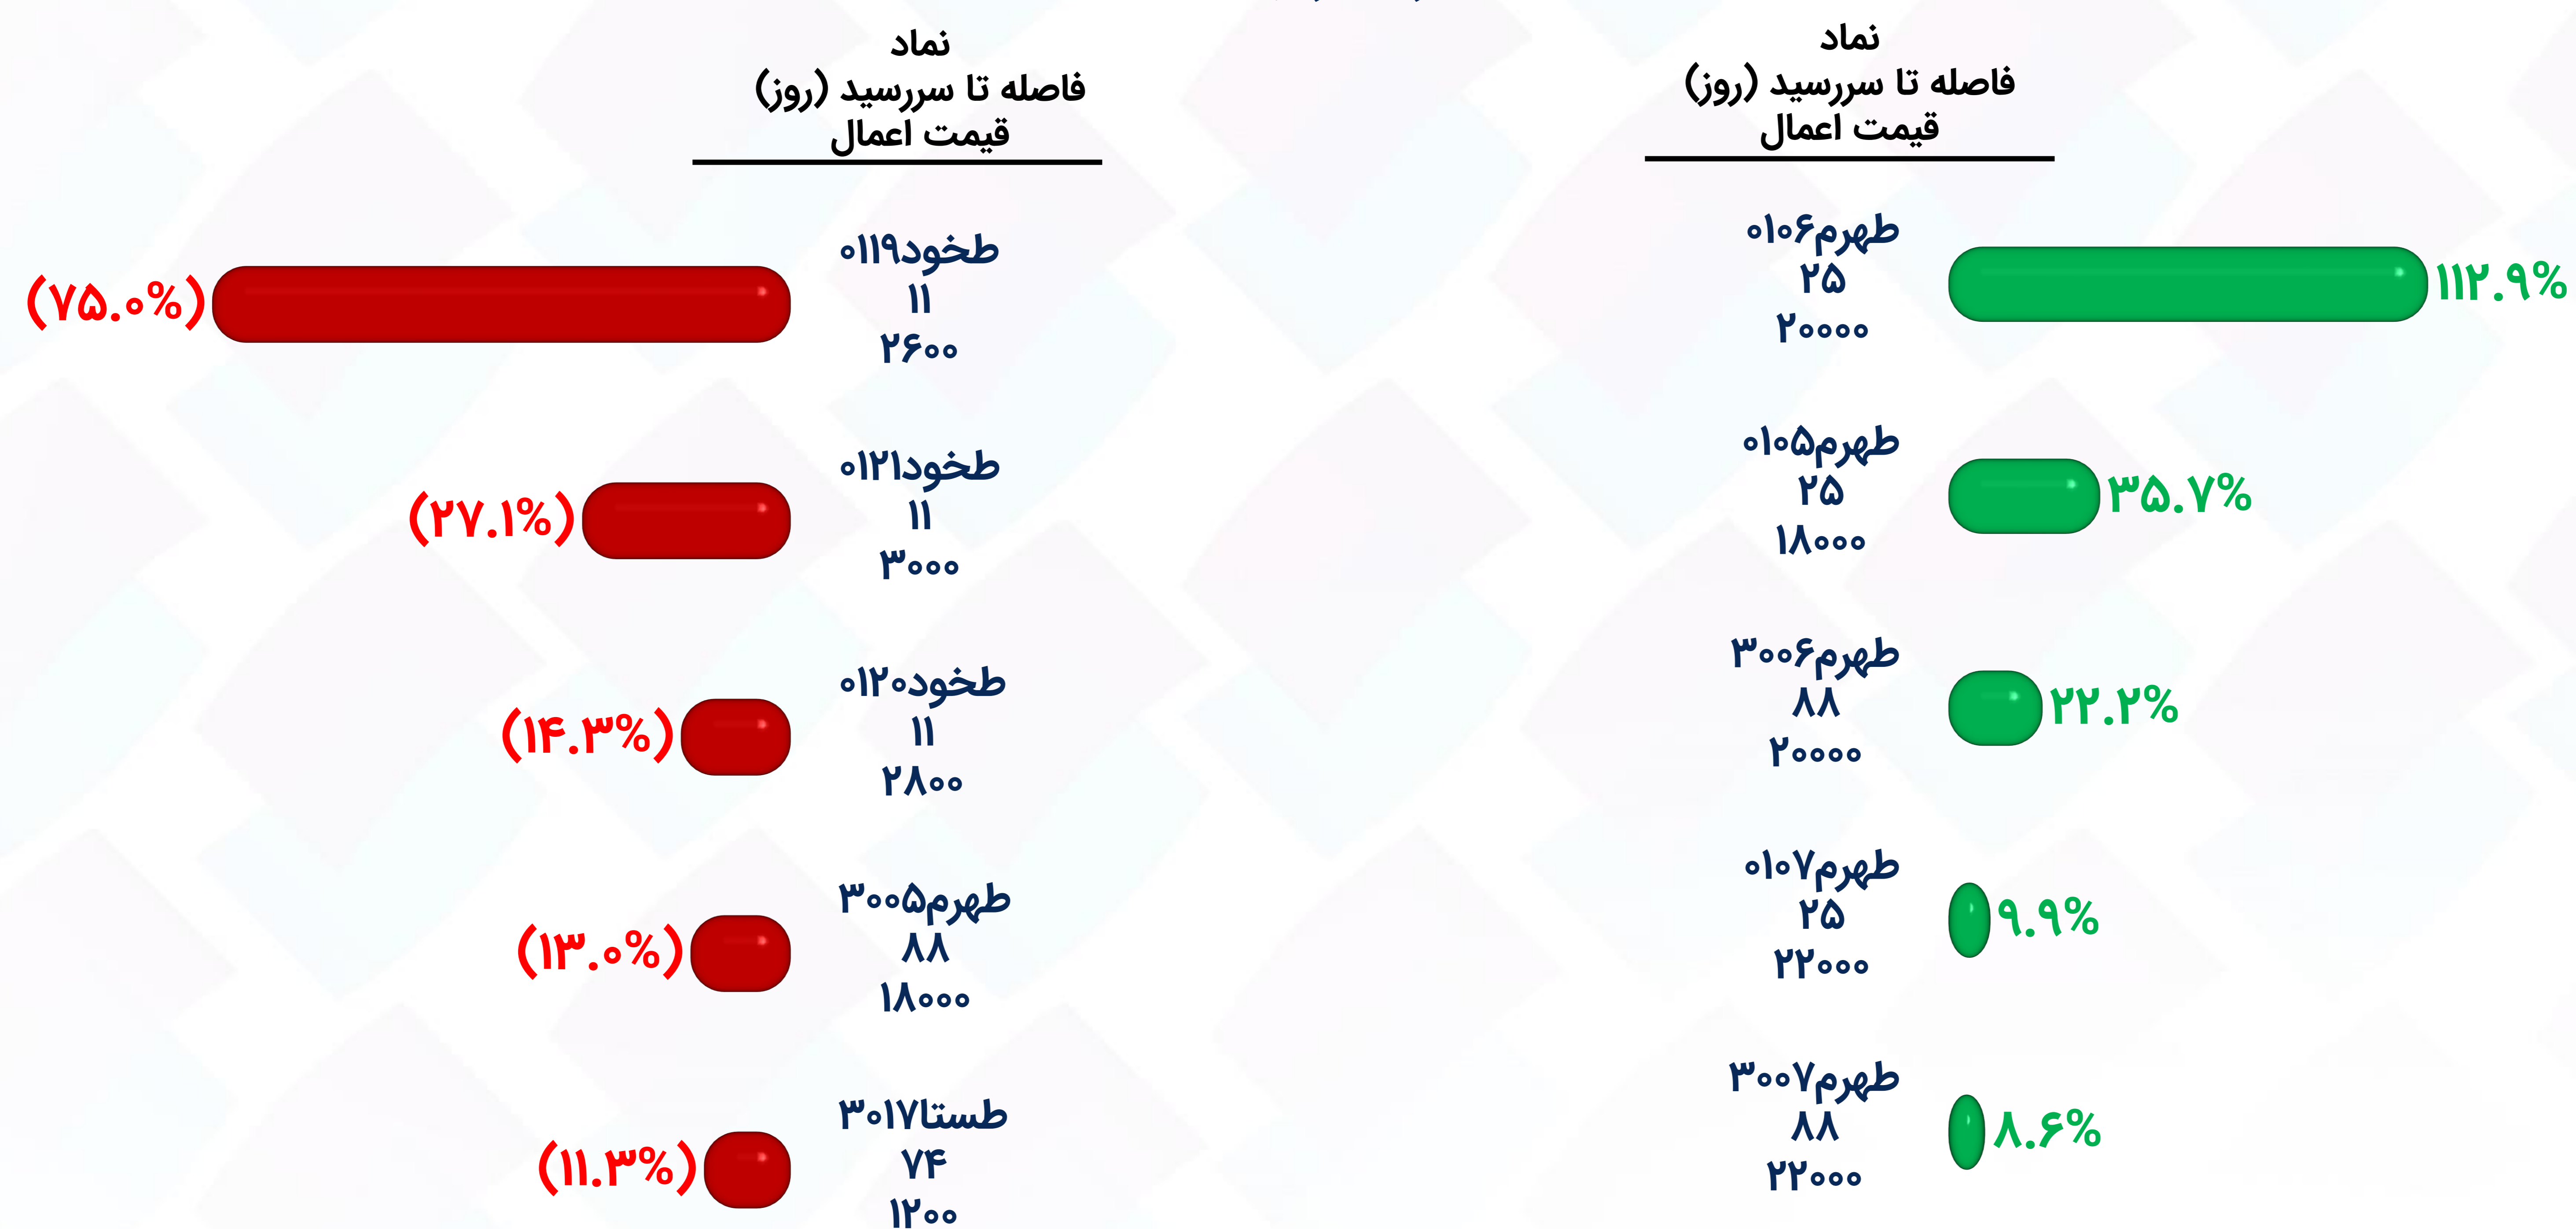 نماد
فاصله تا سررسید (روز)
قیمت اعمال
طهرم۰۱۰۶
۲۵
۲۰۰۰۰
۱۱۲.۹%
طهرم۰۱۰۵
۲۵
۱۸۰۰۰
۳۵.۷%
طهرم۳۰۰۶
۸۸
۲۰۰۰۰
۲۲.۲%
طهرم۰۱۰۷
۲۵
۲۲۰۰۰
۹.۹%
طهرم۳۰۰۷
۸۸
۲۲۰۰۰
۸.۶%
نماد
فاصله تا سررسید (روز)
قیمت اعمال
طخود۰۱۱۹
۱۱
۲۶۰۰
(۷۵.۰%)
طخود۰۱۲۱
۱۱
۳۰۰۰
(۲۷.۱%)
طخود۰۱۲۰
۱۱
۲۸۰۰
(۱۴.۳%)
طهرم۳۰۰۵
۸۸
۱۸۰۰۰
(۱۳.۰%)
طستا۳۰۱۷
۷۴
۱۲۰۰
(۱۱.۳%)